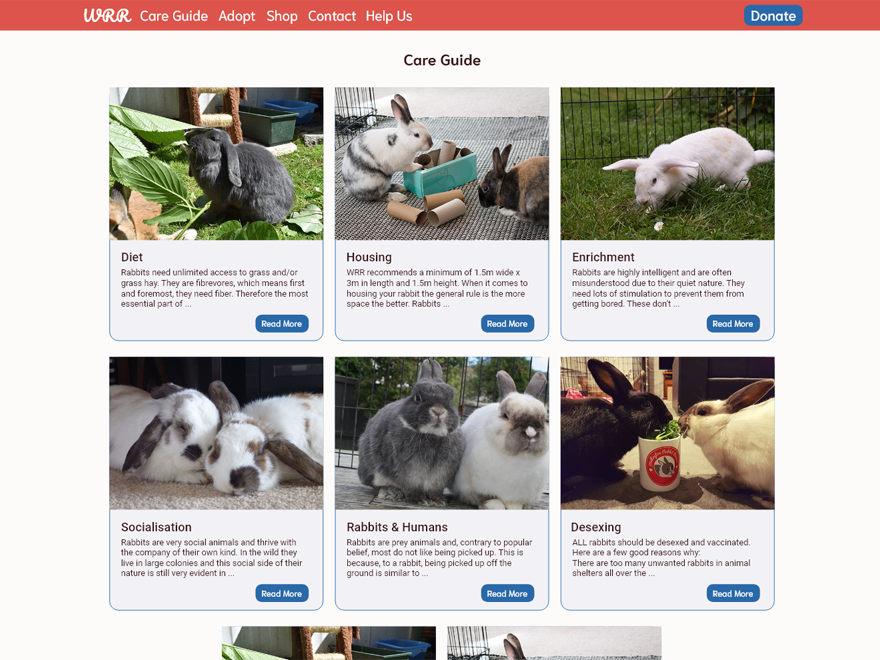 WRR Care Guide Adopt Shop Contact Help Us Donate
Care Guide
Diet
Rabbits need unlimited access to grass and/or
grass hay. They are fibrevores, which means first
and foremost, they need fiber. Therefore the most
essential part of ...
Read More
Housing
WRR recommends a minimum of 1.5m wide x
3m in length and 1.5m height. When it comes to
housing your rabbit the general rule is the more
space the better. Rabbits ...
Read More
Enrichment
Rabbits are highly intelligent and are often
misunderstood due to their quiet nature. They
need lots of stimulation to prevent them from
getting bored. These don't ...
Read More
Socialisation
Rabbits are very social animals and thrive with
the company of their own kind. In the wild they
live in large colonies and this social side of their
nature is still very evident in ...
Read More
Rabbits & Humans
Rabbits are prey animals and, contrary to popular
belief, most do not like being picked up. This is
because, to a rabbit, being picked up off the
ground is similar to ...
Read More
Desexing
ALL rabbits should be desexed and vaccinated.
Here are a few good reasons why:
There are too many unwanted rabbits in animal
shelters all over the ...
Read More